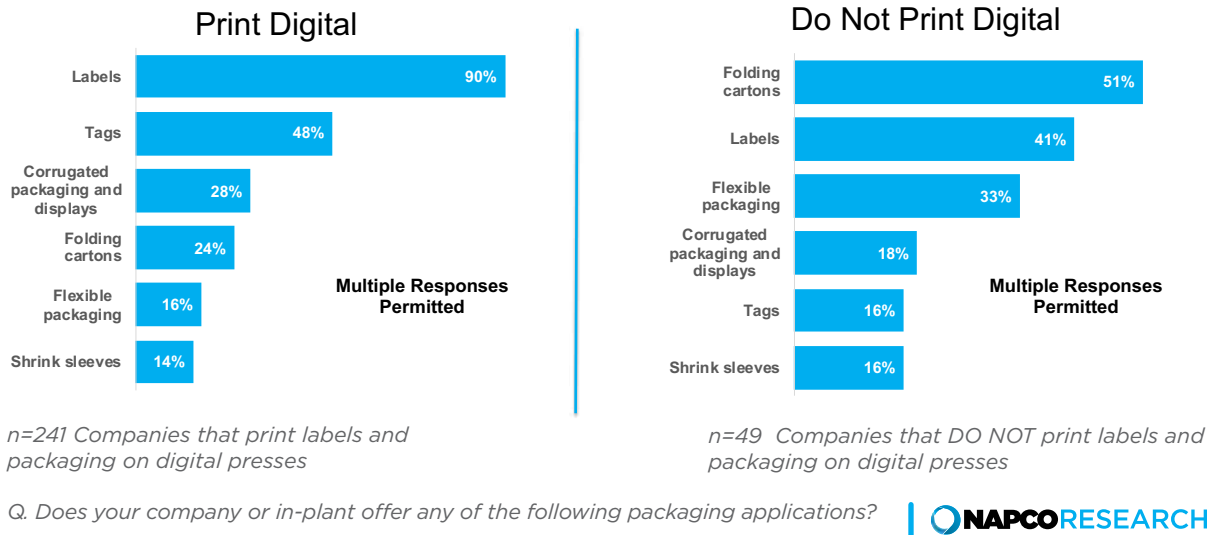 Print Digital
Labels
90%
Tags
48%
Corrugated
packaging and
displays
28%
Folding
cartons
24%
Flexible
packaging
16%
Shrink sleeves
14%
Multiple Responses
Permitted
n=241 Companies that print labels and
packaging on digital presses
Do Not Print Digital
Folding
cartons
51%
Labels
41%
Flexible
packaging
33%
Corrugated
packaging and
displays
18%
Tags
16%
Shrink sleeves
16%
Multiple Responses
Permitted
n=49 Companies that DO NOT print labels and
packaging on digital presses
Q. Does your company or in-plant offer any of the following packaging applications?
NAPCORESEARCH